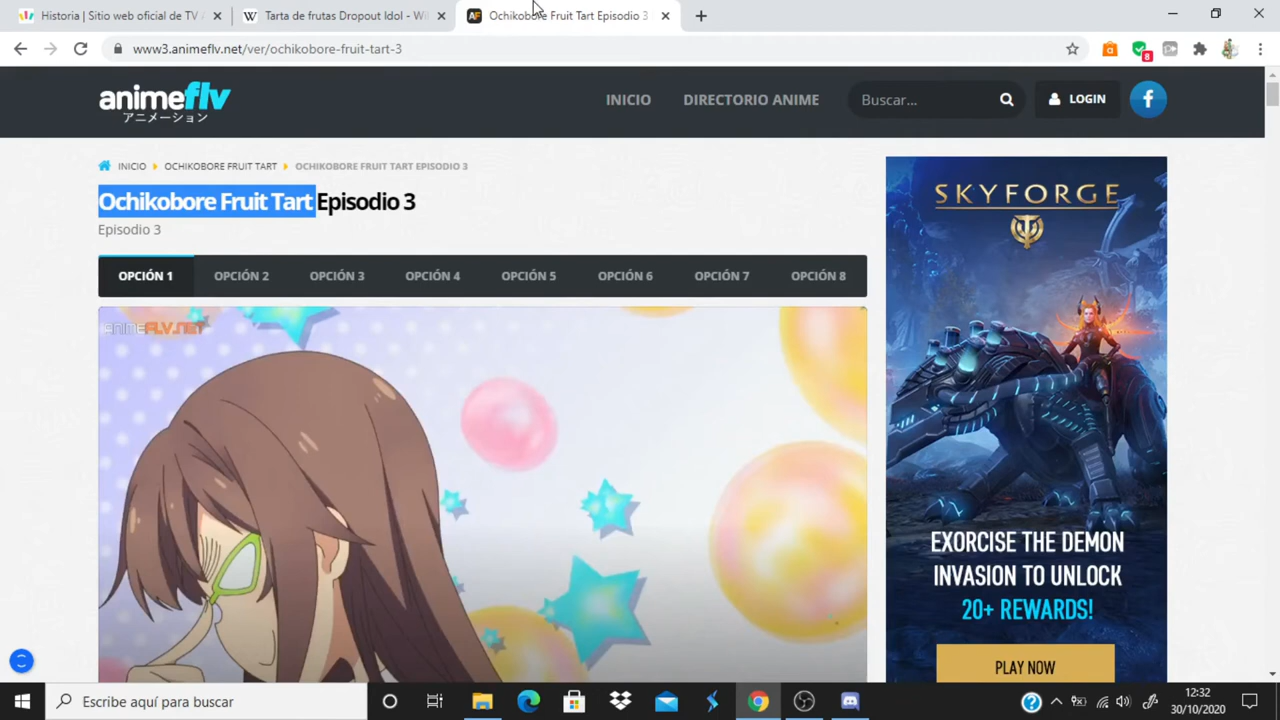 Historia | Sitio web oficial de TV A
Tarta de frutas Dropout Idol - Wi
Ochikobore Fruit Tart Episodio 3
www3.animeflv.net/ver/ochikobore-fruit-tart-3
8
animeflv
アニメーション
INICIO
DIRECTORIO ANIME
Buscar...
LOGIN
INICIO
OCHIKOBORE FRUIT TART
OCHIKOBORE FRUIT TART EPISODIO 3
Ochikobore Fruit Tart Episodio 3
Episodio 3
OPCIÓN 1
OPCIÓN 2
OPCIÓN 3
OPCIÓN 4
OPCIÓN 5
OPCIÓN 6
OPCIÓN 7
OPCIÓN 8
ANIMEFLV.NET
SKYFORGE
EXORCISE THE DEMON
INVASION TO UNLOCK
20+ REWARDS!
PLAY NOW
Escribe aquí para buscar
12:32
30/10/2020